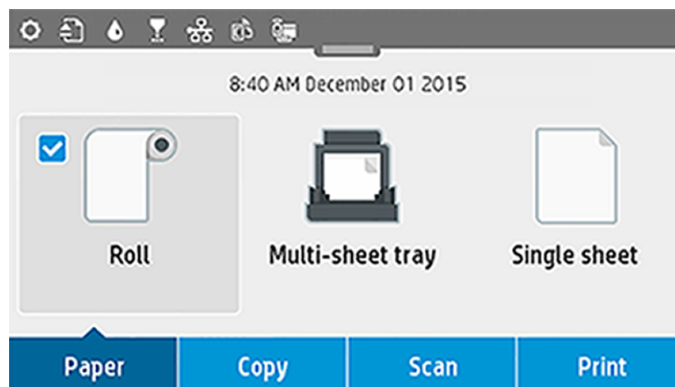 8:40 AM December 01 2015
Roll Multi-sheet tray Single sheet
Paper Copy Scan Print